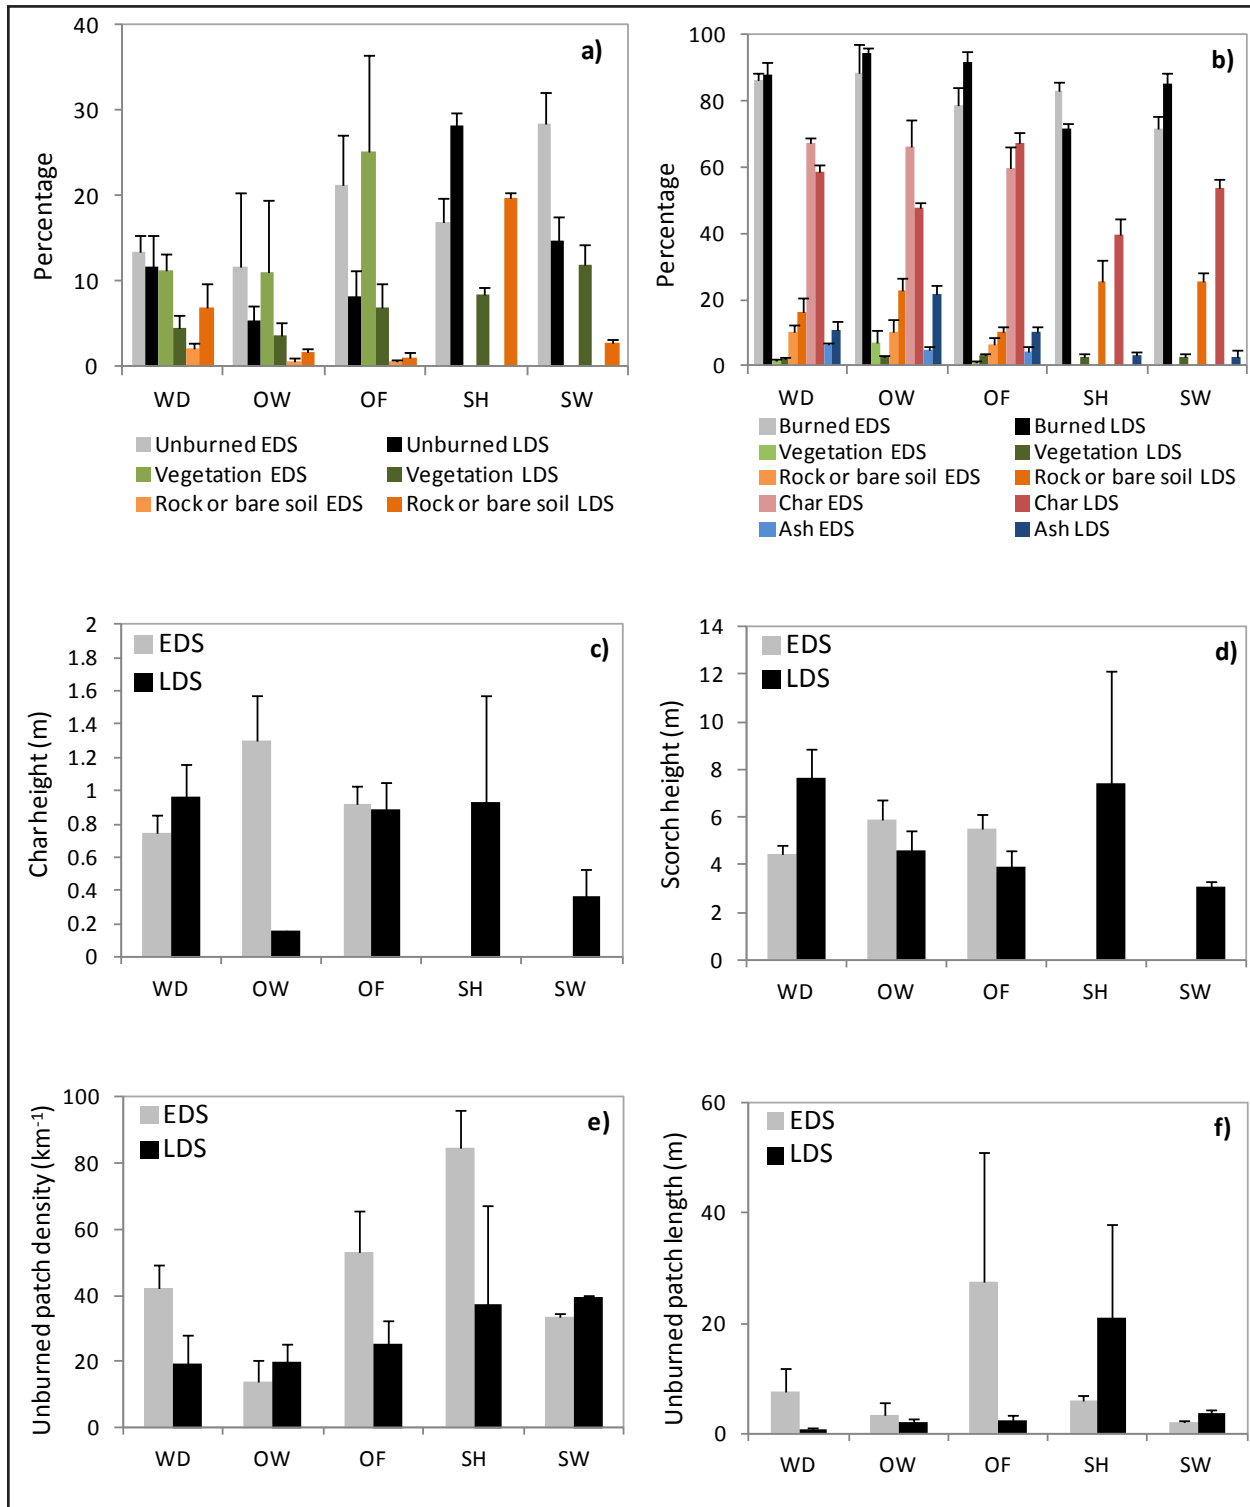 a)
40
30
20
10
0
Percentage
WD OW OF SH SW
Unburned EDS Unburned LDS
Vegetation EDS Vegetation LDS
Rock or bare soil EDS Rock or bare soil LDS
b)
100
80
60
40
20
0
Percentage
WD OW OF SH SW
Burned EDS Burned LDS
Vegetation EDS Vegetation LDS
Rock or bare soil EDS Rock or bare soil LDS
Char EDS Char LDS
Ash EDS Ash LDS
c)
EDS
LDS
2
1.8
1.6
1.4
1.2
1
0.8
0.6
0.4
0.2
0
Char height (m)
WD OW OF SH SW
d)
EDS
LDS
14
12
10
8
6
4
2
0
Scorch height (m)
WD OW OF SH SW
e)
EDS
LDS
100
80
60
40
20
0
Unburned patch density (km⁻¹)
WD OW OF SH SW
f)
EDS
LDS
60
40
20
0
Unburned patch length (m)
WD OW OF SH SW